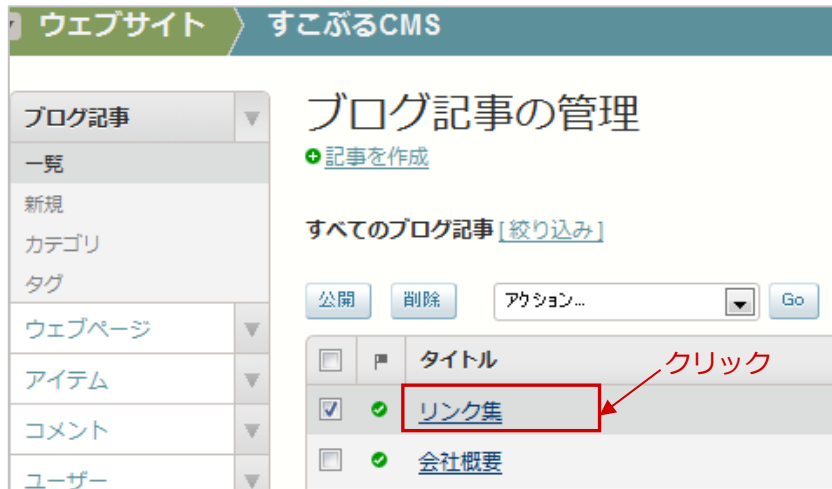 ウェブサイト すこぶるCMS
ブログ記事
一覧
新規
カテゴリ
タグ
ウェブページ
アイテム
コメント
ユーザー
ブログ記事の管理
記事を作成
すべてのブログ記事 [絞り込み]
公開 削除 アクション... Go
タイトル
クリック
リンク集
会社概要